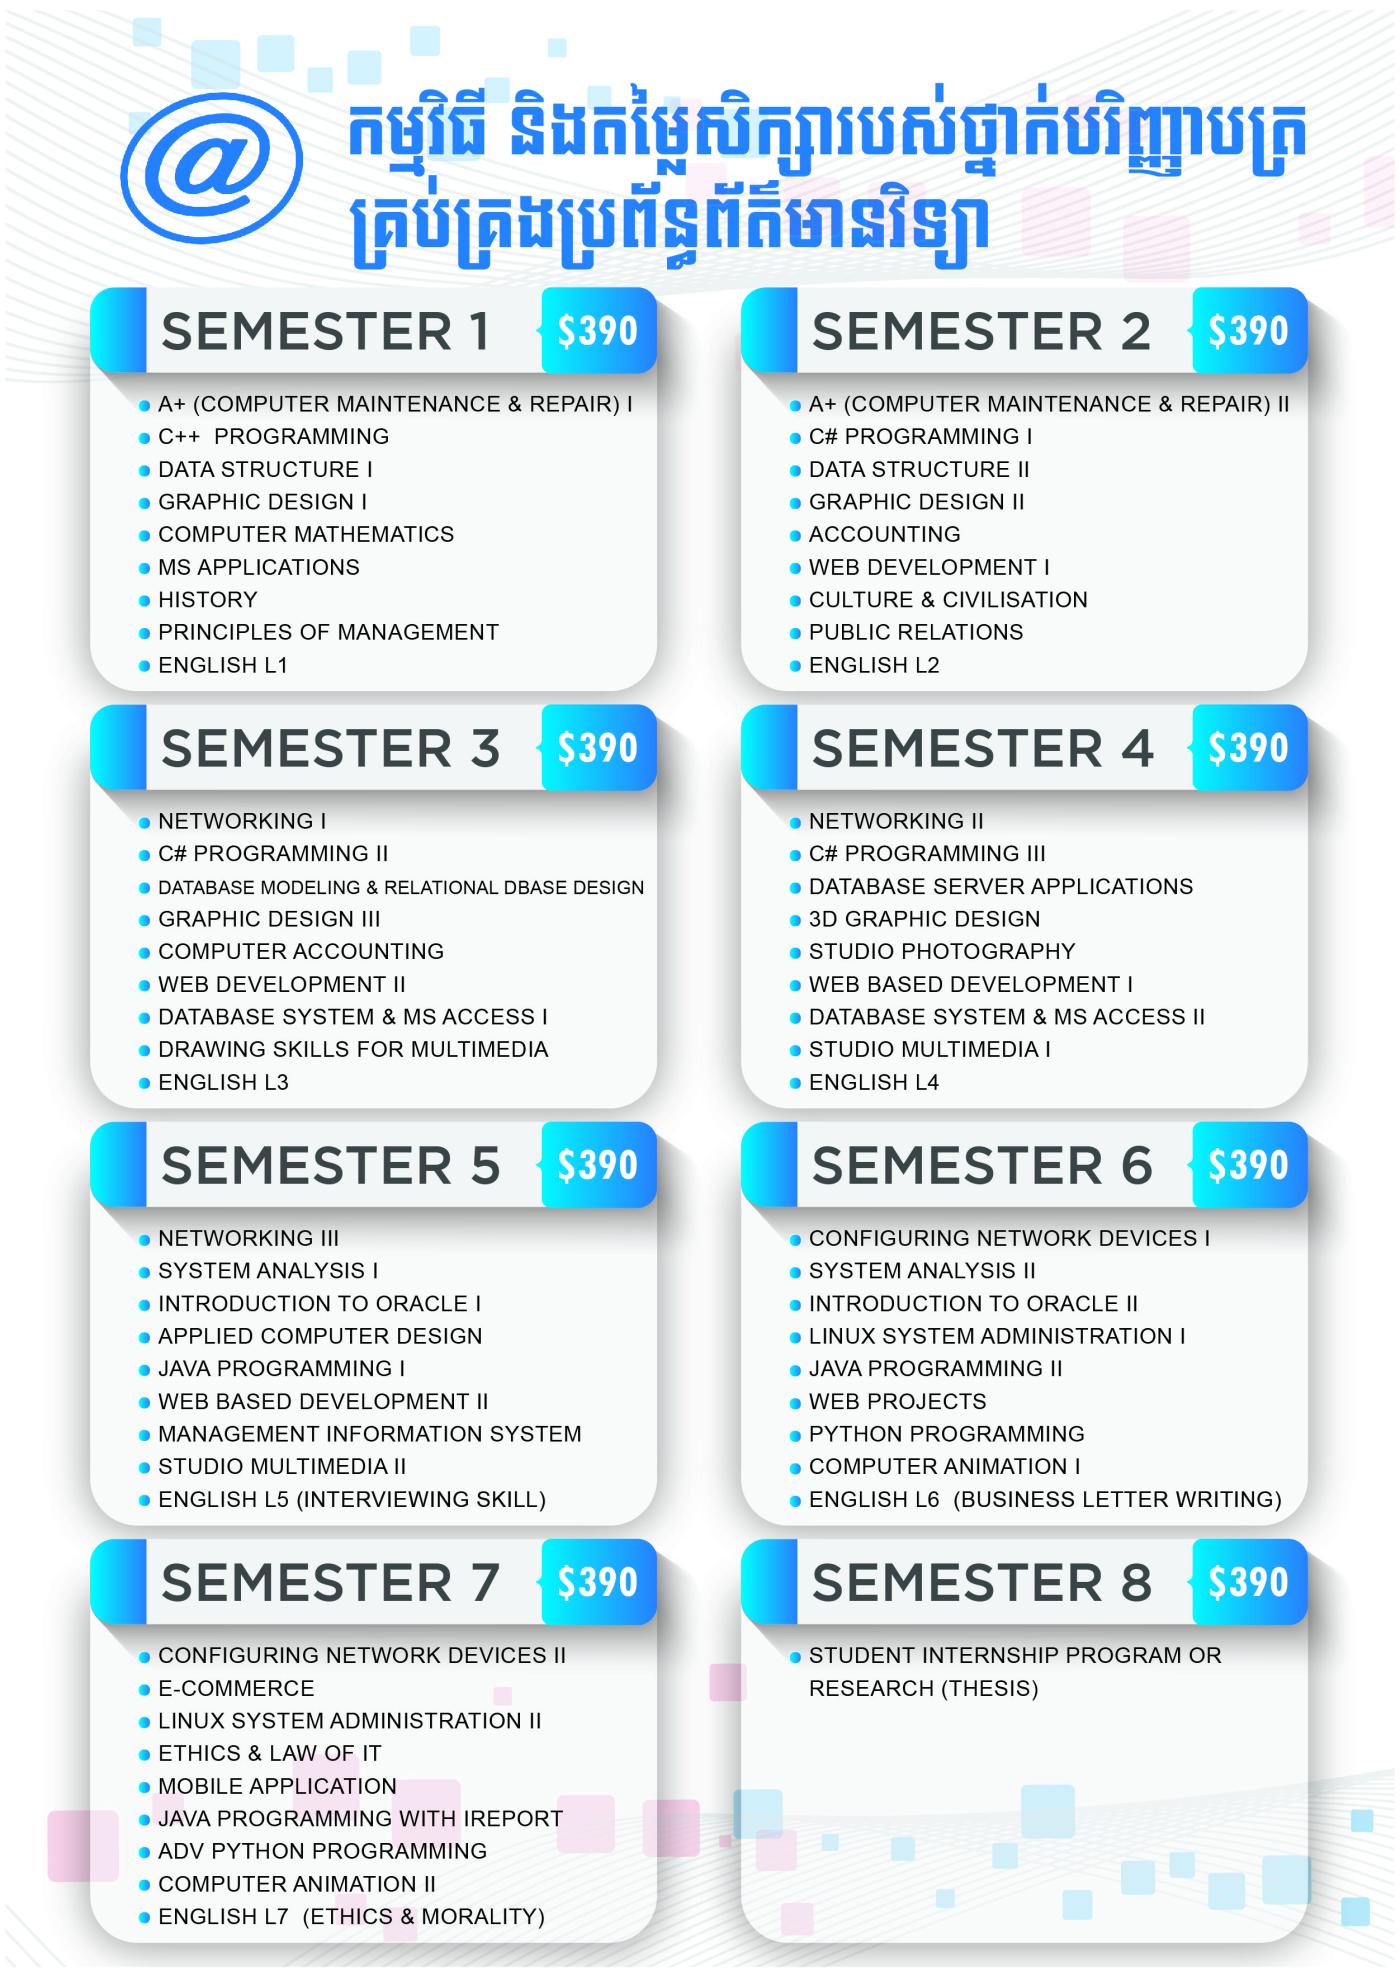 @
កម្មវិធី និងតម្លៃសិក្សារបស់ថ្នាក់បរិញ្ញាបត្រ
គ្រប់គ្រងប្រព័ន្ធព័ត៌មានវិទ្យា
SEMESTER 1 $390
A+ (COMPUTER MAINTENANCE & REPAIR) I
C++ PROGRAMMING
DATA STRUCTURE I
GRAPHIC DESIGN I
COMPUTER MATHEMATICS
MS APPLICATIONS
HISTORY
PRINCIPLES OF MANAGEMENT
ENGLISH L1
SEMESTER 2 $390
A+ (COMPUTER MAINTENANCE & REPAIR) II
C# PROGRAMMING I
DATA STRUCTURE II
GRAPHIC DESIGN II
ACCOUNTING
WEB DEVELOPMENT I
CULTURE & CIVILISATION
PUBLIC RELATIONS
ENGLISH L2
SEMESTER 3 $390
NETWORKING I
C# PROGRAMMING II
DATABASE MODELING & RELATIONAL DBASE DESIGN
GRAPHIC DESIGN III
COMPUTER ACCOUNTING
WEB DEVELOPMENT II
DATABASE SYSTEM & MS ACCESS I
DRAWING SKILLS FOR MULTIMEDIA
ENGLISH L3
SEMESTER 4 $390
NETWORKING II
C# PROGRAMMING III
DATABASE SERVER APPLICATIONS
3D GRAPHIC DESIGN
STUDIO PHOTOGRAPHY
WEB BASED DEVELOPMENT I
DATABASE SYSTEM & MS ACCESS II
STUDIO MULTIMEDIA I
ENGLISH L4
SEMESTER 5 $390
NETWORKING III
SYSTEM ANALYSIS I
INTRODUCTION TO ORACLE I
APPLIED COMPUTER DESIGN
JAVA PROGRAMMING I
WEB BASED DEVELOPMENT II
MANAGEMENT INFORMATION SYSTEM
STUDIO MULTIMEDIA II
ENGLISH L5 (INTERVIEWING SKILL)
SEMESTER 6 $390
CONFIGURING NETWORK DEVICES I
SYSTEM ANALYSIS II
INTRODUCTION TO ORACLE II
LINUX SYSTEM ADMINISTRATION I
JAVA PROGRAMMING II
WEB PROJECTS
PYTHON PROGRAMMING
COMPUTER ANIMATION I
ENGLISH L6 (BUSINESS LETTER WRITING)
SEMESTER 7 $390
CONFIGURING NETWORK DEVICES II
E-COMMERCE
LINUX SYSTEM ADMINISTRATION II
ETHICS & LAW OF IT
MOBILE APPLICATION
JAVA PROGRAMMING WITH IREPORT
ADV PYTHON PROGRAMMING
COMPUTER ANIMATION II
ENGLISH L7 (ETHICS & MORALITY)
SEMESTER 8 $390
STUDENT INTERNSHIP PROGRAM OR
RESEARCH (THESIS)